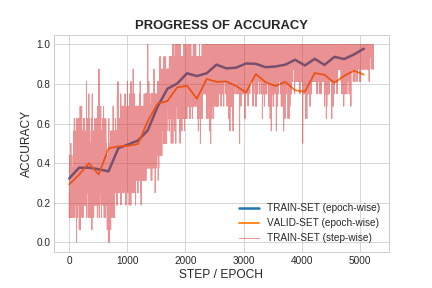 PROGRESS OF ACCURACY
1.0
0.8
0.6
0.4
0.2
0.0
ACCURACY
0
1000
2000
3000
4000
5000
STEP / EPOCH
TRAIN-SET (epoch-wise)
VALID-SET (epoch-wise)
TRAIN-SET (step-wise)